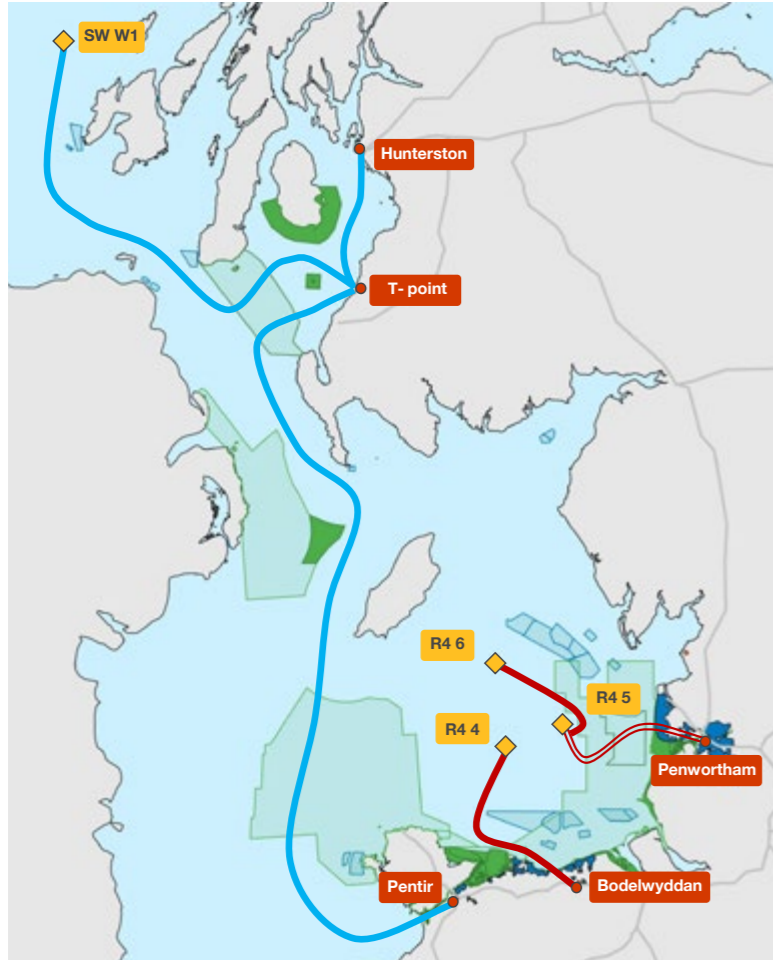 SW W1
Hunterston
T- point
R4 6
R4 5
R4 4
Penwortham
Pentir
Bodelwyddan